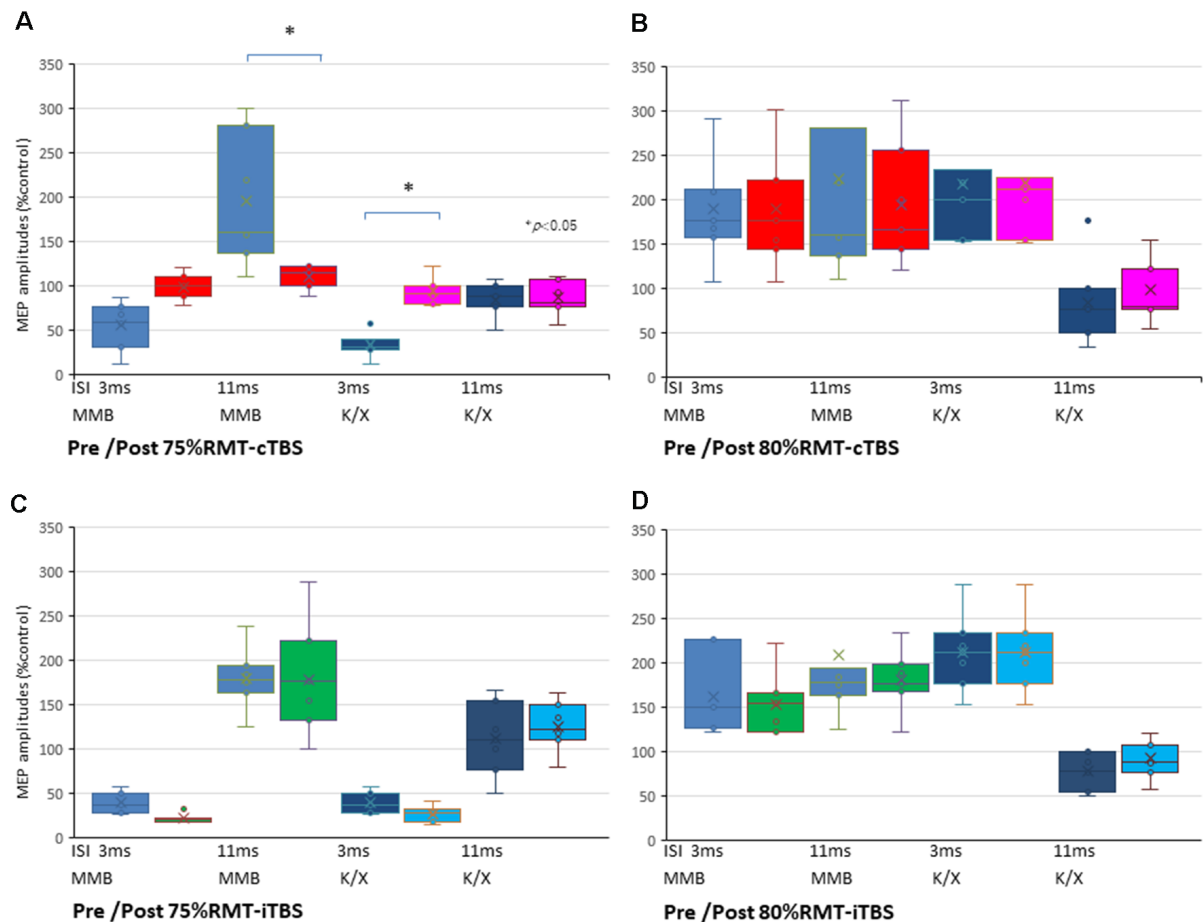 A
*
350
300
250
200
150
100
50
0
MEP amplitudes (%control)
*
*p<0.05
ISI 3ms 11ms 3ms 11ms
MMB MMB K/X K/X
Pre /Post 75%RMT-cTBS
B
350
300
250
200
150
100
50
0
ISI 3ms 11ms 3ms 11ms
MMB MMB K/X K/X
Pre /Post 80%RMT-cTBS
C
350
300
250
200
150
100
50
0
MEP amplitudes (%control)
ISI 3ms 11ms 3ms 11ms
MMB MMB K/X K/X
Pre /Post 75%RMT-iTBS
D
350
300
250
200
150
100
50
0
ISI 3ms 11ms 3ms 11ms
MMB MMB K/X K/X
Pre /Post 80%RMT-iTBS